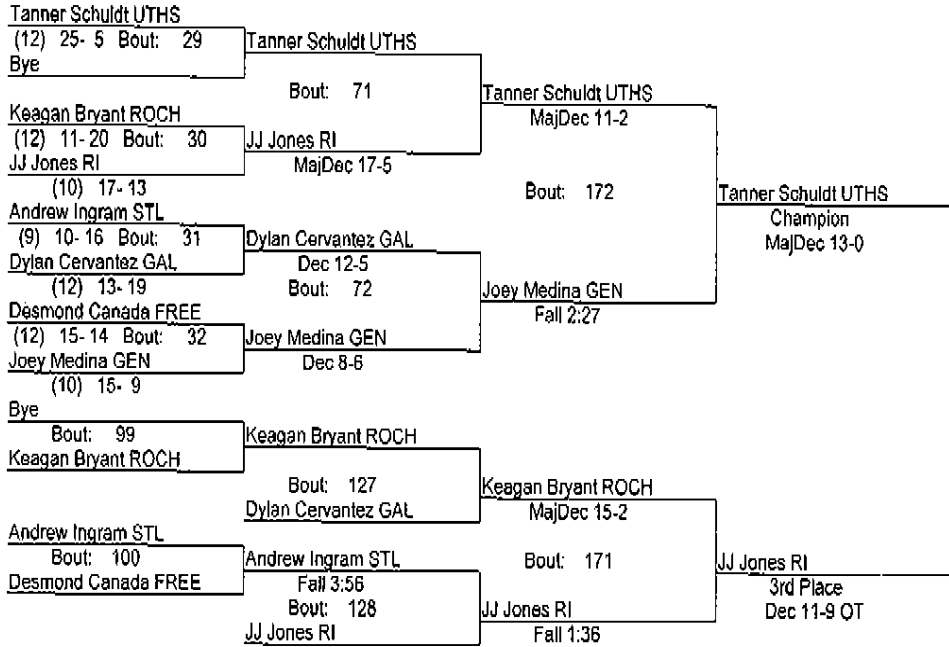 Tanner Schuldt UTHS
(12) 25- 5 Bout: 29
Bye
Tanner Schuldt UTHS
Bout: 71
Keagan Bryant ROCH
(12) 11- 20 Bout: 30
JJ Jones RI
(10) 17- 13
JJ Jones RI
MajDec 17-5
Tanner Schuldt UTHS
MajDec 11-2
Bout: 172
Andrew Ingram STL
(9) 10- 16 Bout: 31
Dylan Cervantez GAL
(12) 13- 19
Dylan Cervantez GAL
Dec 12-5
Bout: 72
Desmond Canada FREE
(12) 15- 14 Bout: 32
Joey Medina GEN
(10) 15- 9
Joey Medina GEN
Dec 8-6
Joey Medina GEN
Fall 2:27
Tanner Schuldt UTHS
Champion
MajDec 13-0
Bye
Bout: 99
Keagan Bryant ROCH
Keagan Bryant ROCH
Bout: 127
Dylan Cervantez GAL
Keagan Bryant ROCH
MajDec 15-2
Bout: 171
Andrew Ingram STL
Bout: 100
Desmond Canada FREE
Andrew Ingram STL
Fall 3:56
Bout: 128
JJ Jones RI
JJ Jones RI
Fall 1:36
JJ Jones RI
3rd Place
Dec 11-9 OT